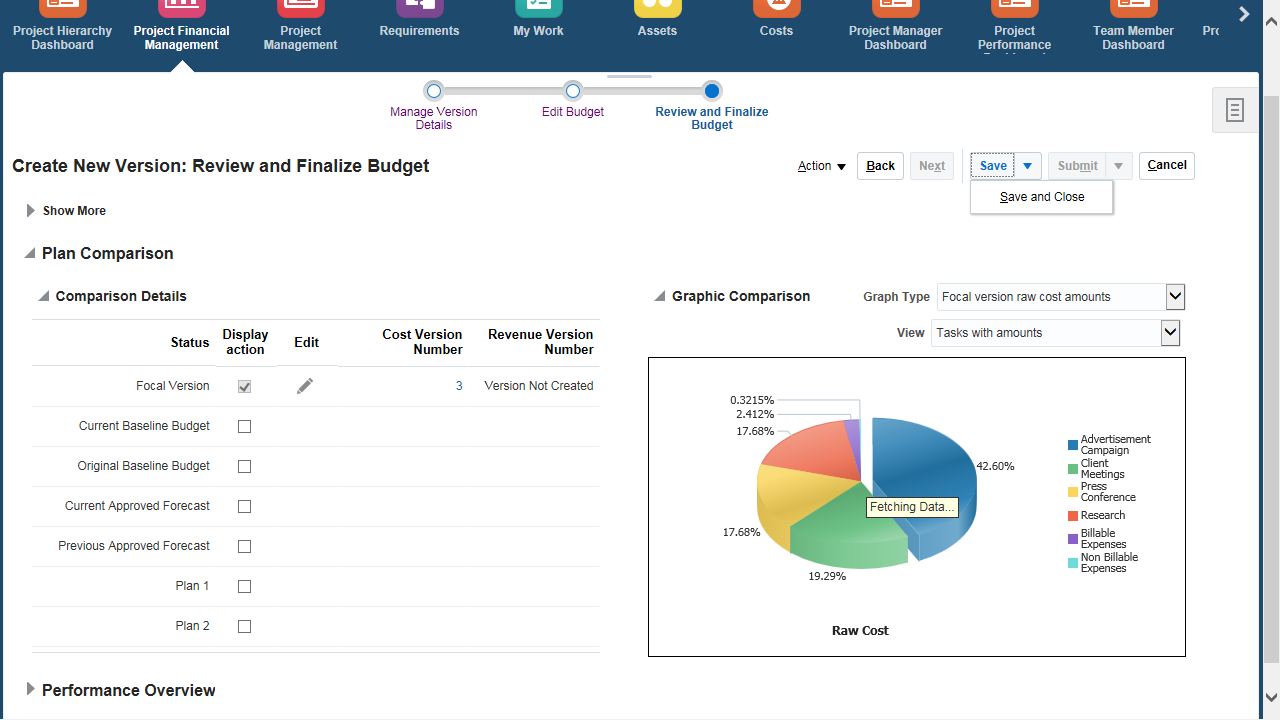 Project Hierarchy
Dashboard
Project Financial
Management
Project
Management
Requirements
My Work
Assets
Costs
Project Manager
Dashboard
Project
Performance
Team Member
Dashboard
Manage Version
Details
Edit Budget
Review and Finalize
Budget
Create New Version: Review and Finalize Budget
Action
Back
Next
Save
Submit
Cancel
Save and Close
Show More
Plan Comparison
Comparison Details
Status
Display
action
Edit
Cost Version
Number
Revenue Version
Number
Focal Version
3
Version Not Created
Current Baseline Budget
Original Baseline Budget
Current Approved Forecast
Previous Approved Forecast
Plan 1
Plan 2
Graphic Comparison
Graph Type
Focal version raw cost amounts
View
Tasks with amounts
0.3215%
2.412%
17.68%
42.60%
17.68%
19.29%
Fetching Data...
Advertisement
Campaign
Client
Meetings
Press
Conference
Research
Billable
Expenses
Non Billable
Expenses
Raw Cost
Performance Overview